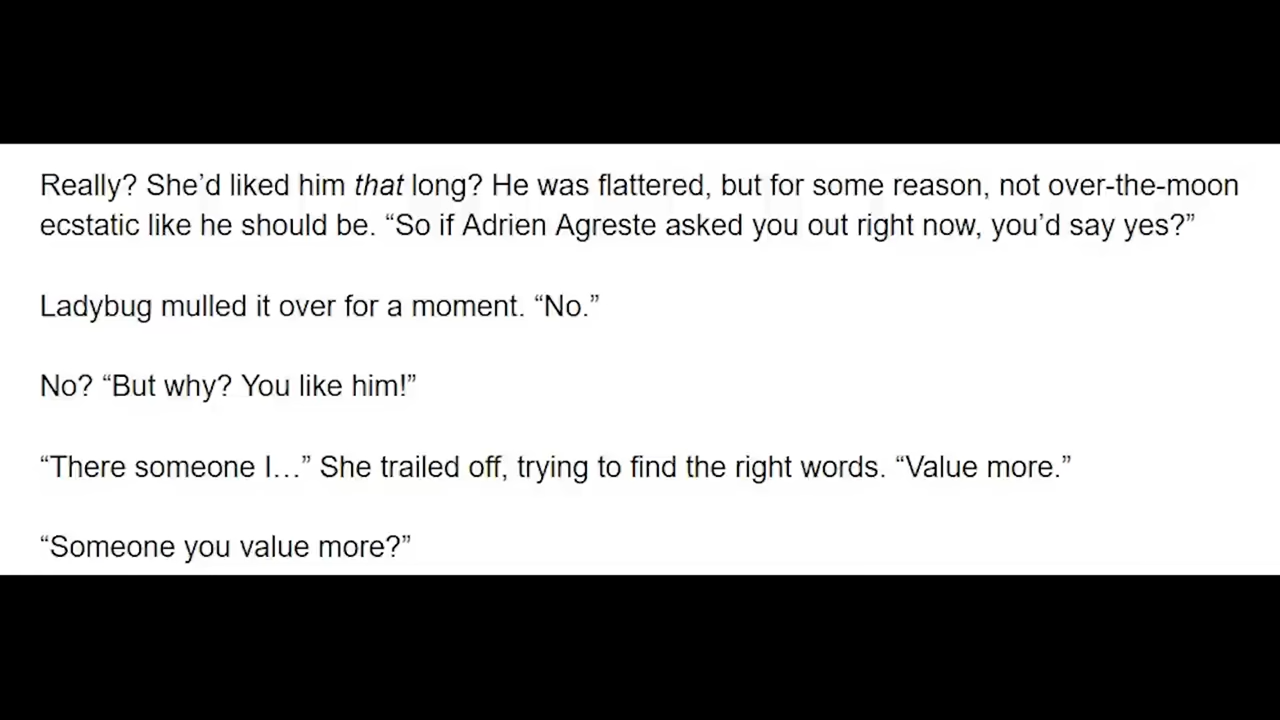 Really? She’d liked him that long? He was flattered, but for some reason, not over-the-moon
ecstatic like he should be. “So if Adrien Agreste asked you out right now, you’d say yes?”
Ladybug mulled it over for a moment. “No.”
No? “But why? You like him!”
“There someone I…” She trailed off, trying to find the right words. “Value more.”
“Someone you value more?”